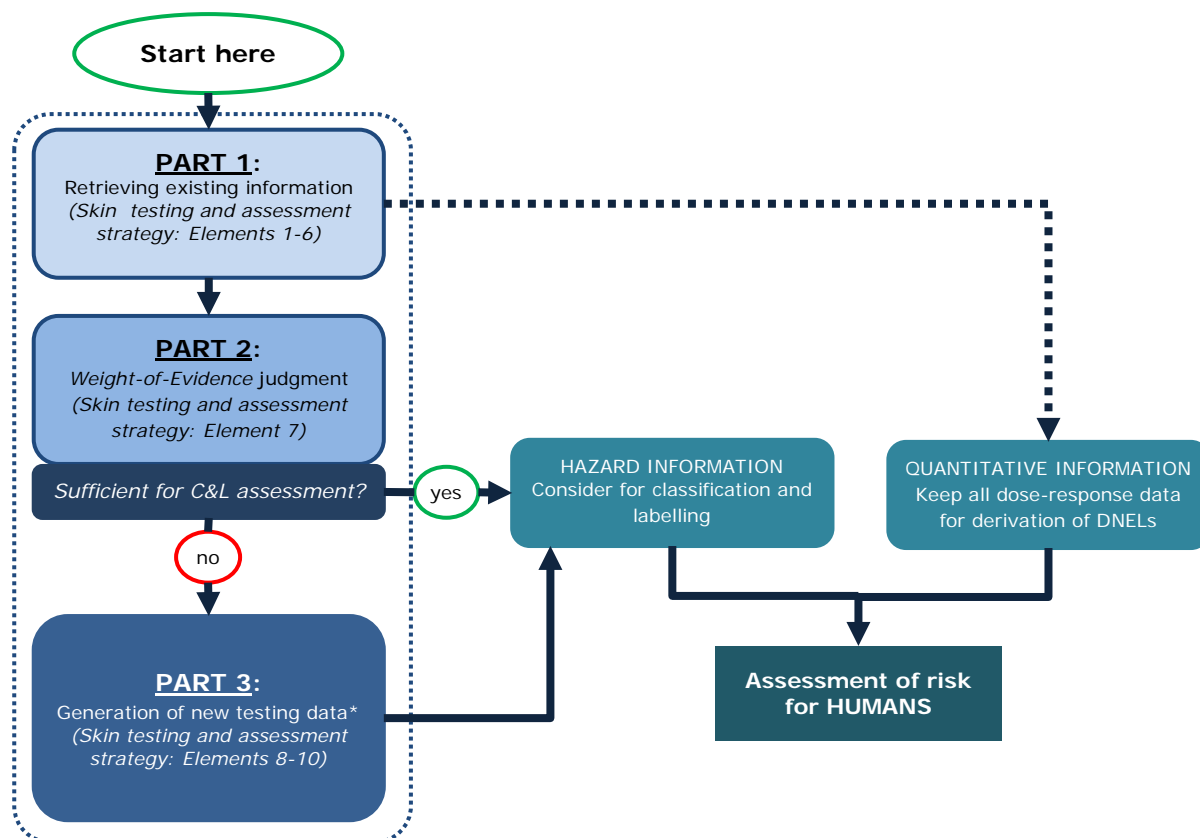 Start here
PART 1:
Retrieving existing information
(Skin testing and assessment
strategy: Elements 1-6)
PART 2:
Weight-of-Evidence judgment
(Skin testing and assessment
strategy: Element 7)
Sufficient for C&L assessment?
yes
no
HAZARD INFORMATION
Consider for classification and
labelling
QUANTITATIVE INFORMATION
Keep all dose-response data
for derivation of DNELs
PART 3:
Generation of new testing data*
(Skin testing and assessment
strategy: Elements 8-10)
Assessment of risk
for HUMANS